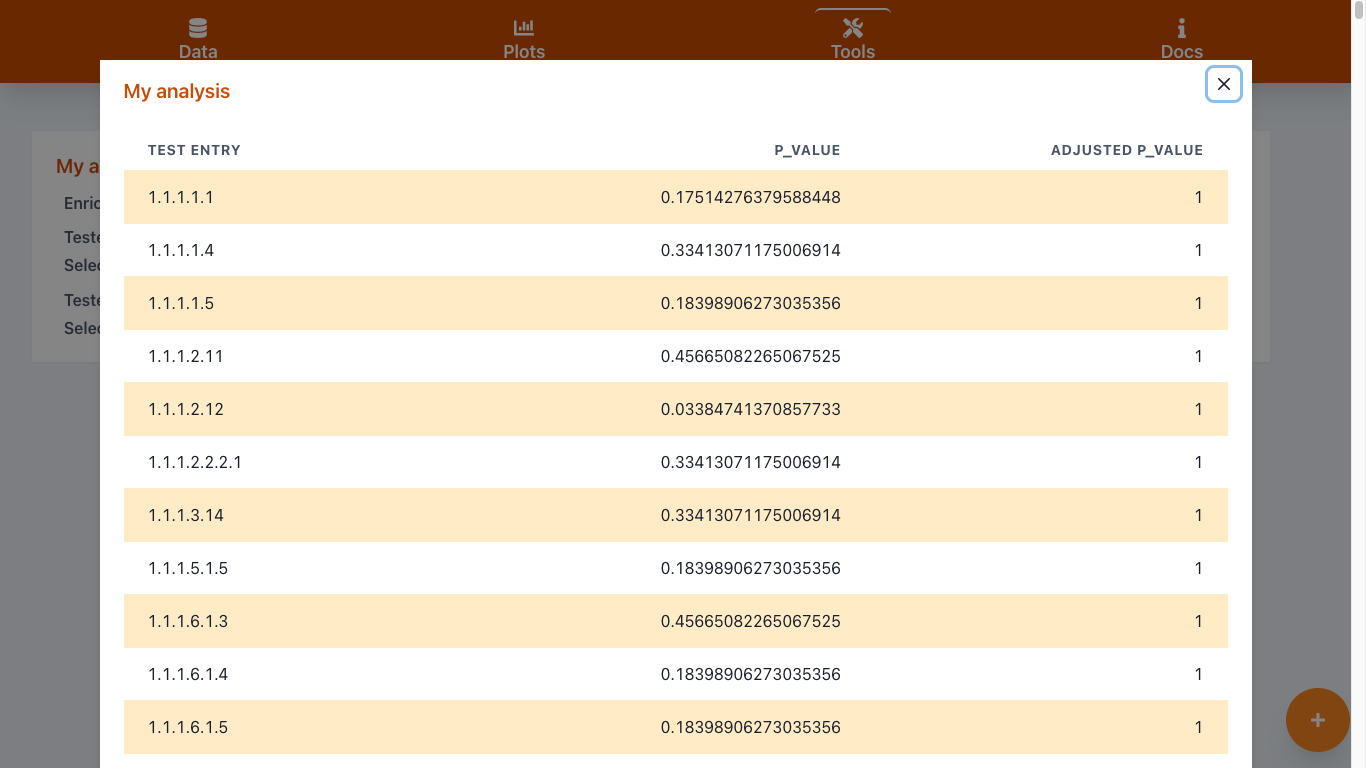 Data Plots Tools Docs
My analysis
TEST ENTRY P_VALUE ADJUSTED P_VALUE
1.1.1.1.1 0.17514276379588448 1
1.1.1.1.4 0.33413071175006914 1
1.1.1.1.5 0.18398906273035356 1
1.1.1.2.11 0.45665082265067525 1
1.1.1.2.12 0.03384741370857733 1
1.1.1.2.2.2.1 0.33413071175006914 1
1.1.1.3.14 0.33413071175006914 1
1.1.1.5.1.5 0.18398906273035356 1
1.1.1.6.1.3 0.45665082265067525 1
1.1.1.6.1.4 0.18398906273035356 1
1.1.1.6.1.5 0.18398906273035356 1
My a
Enric
Teste
Selec
Teste
Selec